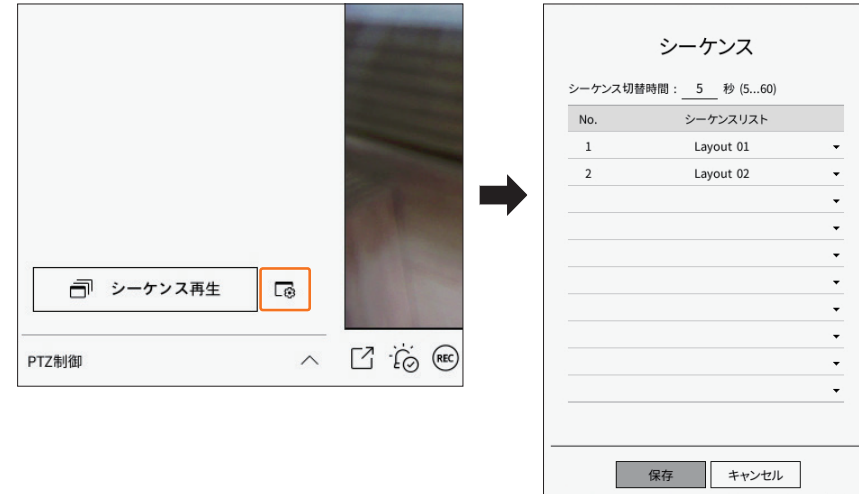 シーケンス再生
PTZ制御
REC
シーケンス
シーケンス切替時間 : 5 秒 (5...60)
No. シーケンスリスト
1 Layout 01
2 Layout 02
保存 キャンセル